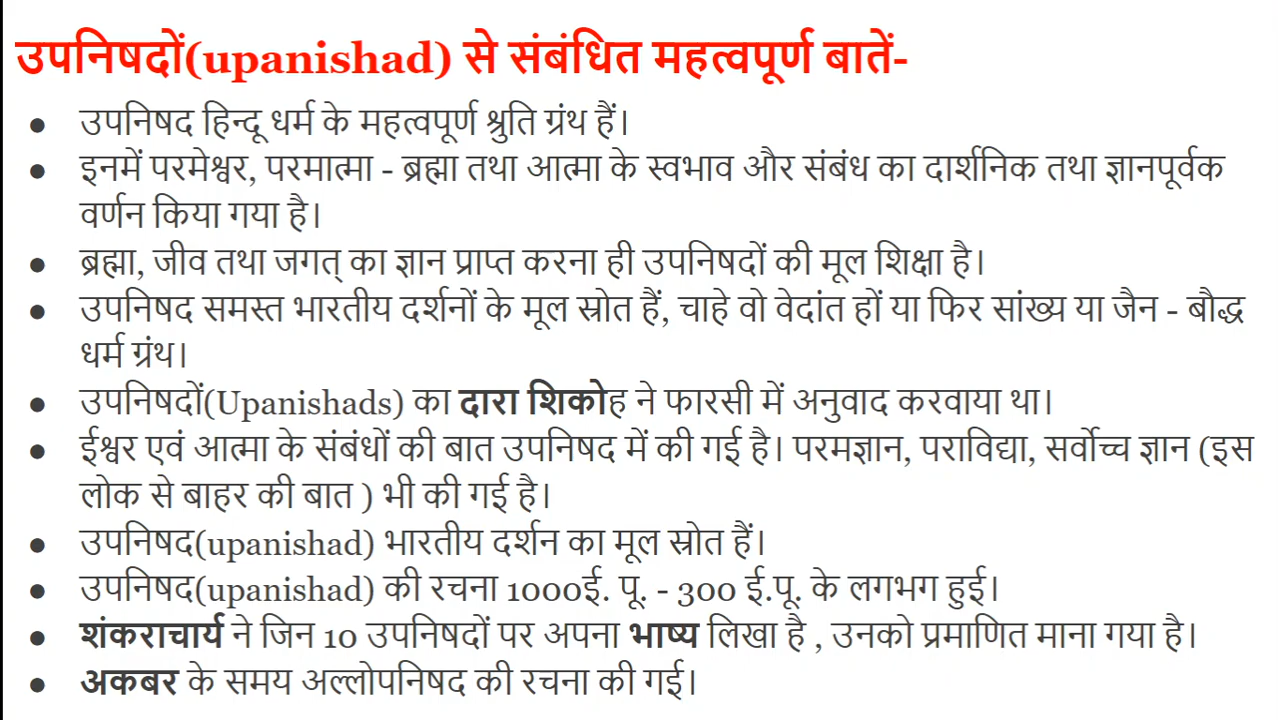 उपनिषदों(upanishad) से संबंधित महत्वपूर्ण बातें-
● उपनिषद हिन्दू धर्म के महत्वपूर्ण श्रुति ग्रंथ हैं।
● इनमें परमेश्वर, परमात्मा - ब्रह्मा तथा आत्मा के स्वभाव और संबंध का दार्शनिक तथा ज्ञानपूर्वक
वर्णन किया गया है।
● ब्रह्मा, जीव तथा जगत् का ज्ञान प्राप्त करना ही उपनिषदों की मूल शिक्षा है।
● उपनिषद समस्त भारतीय दर्शनों के मूल स्रोत हैं, चाहे वो वेदांत हों या फिर सांख्य या जैन - बौद्ध
धर्म ग्रंथ।
● उपनिषदों(Upanishads) का दारा शिकोह ने फारसी में अनुवाद करवाया था।
● ईश्वर एवं आत्मा के संबंधों की बात उपनिषद में की गई है। परमज्ञान, पराविद्या, सर्वोच्च ज्ञान (इस
लोक से बाहर की बात ) भी की गई है।
● उपनिषद(upanishad) भारतीय दर्शन का मूल स्रोत हैं।
● उपनिषद(upanishad) की रचना 1000ई. पू. - 300 ई.पू. के लगभग हुई।
● शंकराचार्य ने जिन 10 उपनिषदों पर अपना भाष्य लिखा है , उनको प्रमाणित माना गया है।
● अकबर के समय अल्लोपनिषद की रचना की गई।